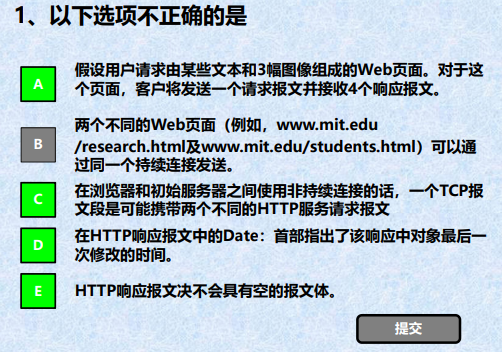 1、以下选项不正确的是
A
假设用户请求由某些文本和3幅图像组成的Web页面。对于这
个页面，客户将发送一个请求报文并接收4个响应报文。
B
两个不同的Web页面（例如，www.mit.edu
/research.html及www.mit.edu/students.html）可以通
过同一个持续连接发送。
C
在浏览器和初始服务器之间使用非持续连接的话，一个TCP报
文段是可能携带两个不同的HTTP服务请求报文
D
在HTTP响应报文中的Date：首部指出了该响应中对象最后一
次修改的时间。
E
HTTP响应报文决不会具有空的报文体。
提交